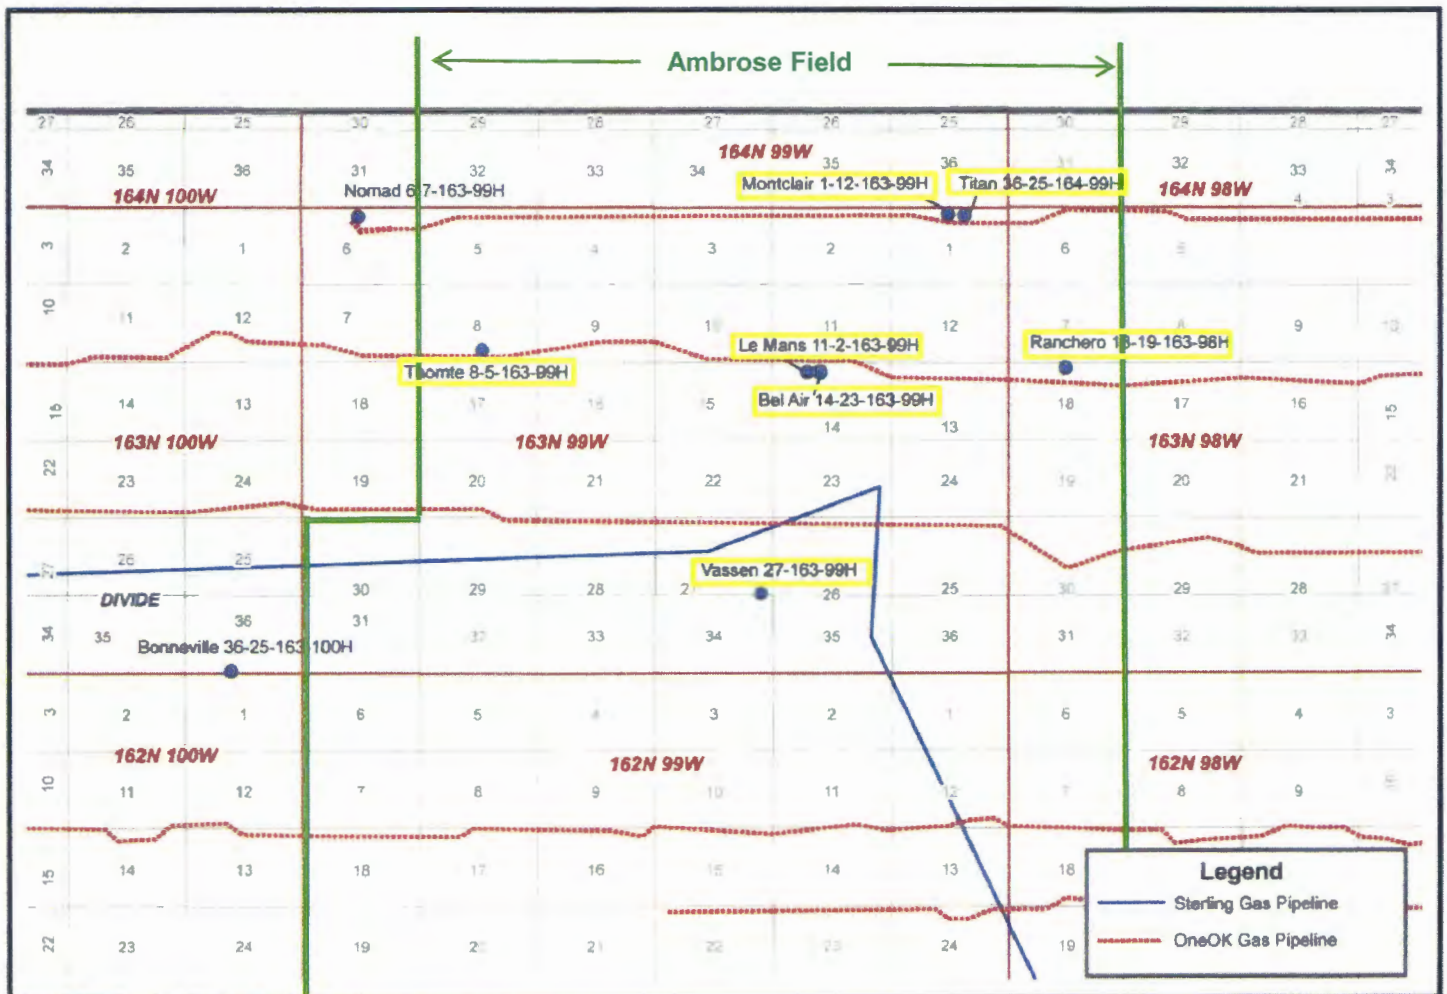 Ambrose Field
27 26 25 30 29 28 27 26 25 30 29 28 27
164N 99W
34 35 36 31 32 33 34 35 36 31 32 33 34
Montclair 1-12-163-99H Titan 36-25-164-99H
Nomad 6-7-163-99H
164N 100W 164N 98W
4 3
3 2 1 6 5 4 3 2 1 6 5
10 11 12 7 8 9 10 11 12 7 8 9 10
Le Mans 11-2-163-99H Ranchero 18-19-163-98H
Thomte 8-5-163-99H
Bel Air 14-23-163-99H
15 14 13 18 17 16 15 14 13 18 17 16 15
163N 100W 163N 99W 163N 98W
22 23 24 19 20 21 22 23 24 19 20 21 22
27 26 25
Vassen 27-163-99H
30 29 28 26 25 30 29 28 27
DIVIDE
34 35 36 31 32 33 34 35 36 31 32 33 34
Bonneville 36-25-163-100H
3 2 1 6 5 4 3 2 1 6 5 4 3
162N 100W 162N 99W 162N 98W
10 11 12 7 8 9 10 11 12 7 8 9
15 14 13 18 17 16 15 14 13 18
Legend
Sterling Gas Pipeline
OneOK Gas Pipeline
22 23 24 19 20 21 22 23 24 19